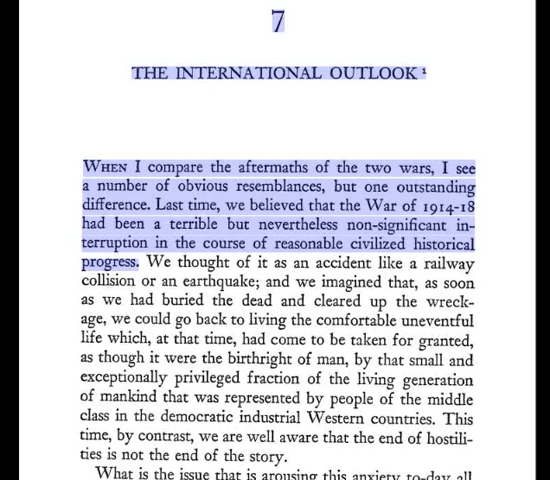 7
THE INTERNATIONAL OUTLOOK ¹
WHEN I compare the aftermaths of the two wars, I see
a number of obvious resemblances, but one outstanding
difference. Last time, we believed that the War of 1914-18
had been a terrible but nevertheless non-significant in-
terruption in the course of reasonable civilized historical
progress. We thought of it as an accident like a railway
collision or an earthquake; and we imagined that, as soon
as we had buried the dead and cleared up the wreck-
age, we could go back to living the comfortable uneventful
life which, at that time, had come to be taken for granted,
as though it were the birthright of man, by that small and
exceptionally privileged fraction of the living generation
of mankind that was represented by people of the middle
class in the democratic industrial Western countries. This
time, by contrast, we are well aware that the end of hostili-
ties is not the end of the story.
What is the issue that is arousing this anxiety to-day all